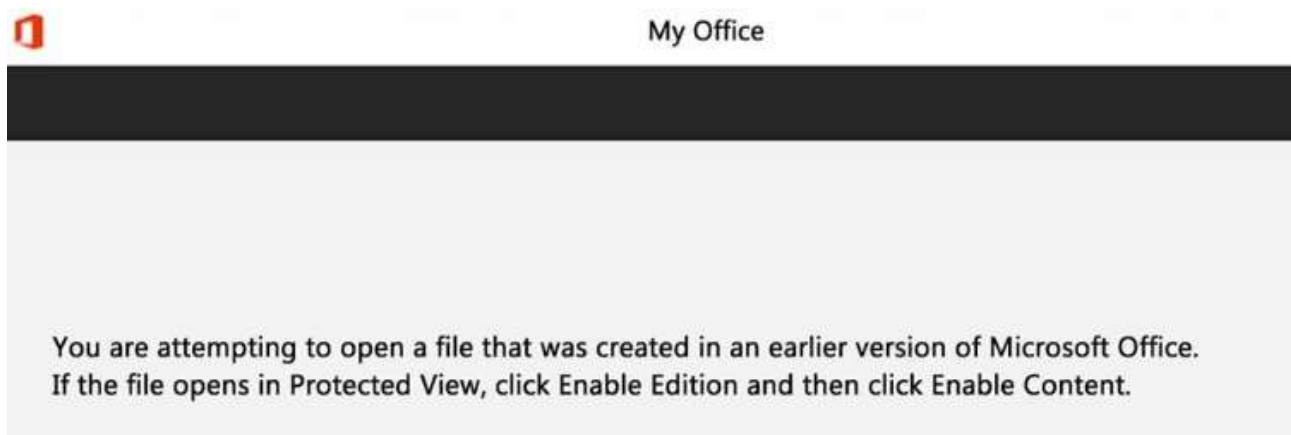 My Office
You are attempting to open a file that was created in an earlier version of Microsoft Office.
If the file opens in Protected View, click Enable Edition and then click Enable Content.